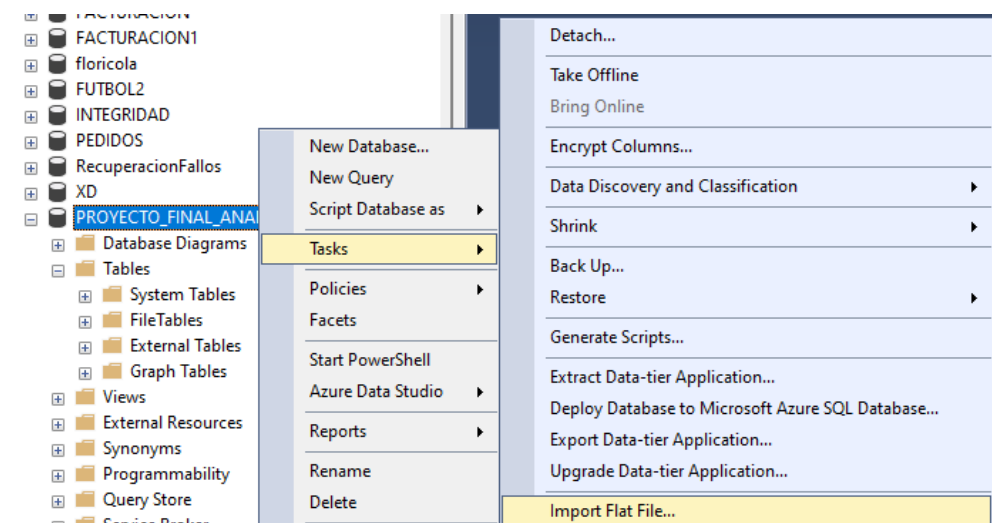 FACTURACION
FACTURACION1
floricola
FUTBOL2
INTEGRIDAD
PEDIDOS
RecuperacionFallos
XD
PROYECTO_FINAL_ANAL
Database Diagrams
Tables
System Tables
FileTables
External Tables
Graph Tables
Views
External Resources
Synonyms
Programmability
Query Store
Service Broker
New Database...
New Query
Script Database as
Tasks
Policies
Facets
Start PowerShell
Azure Data Studio
Reports
Rename
Delete
Detach...
Take Offline
Bring Online
Encrypt Columns...
Data Discovery and Classification
Shrink
Back Up...
Restore
Generate Scripts...
Extract Data-tier Application...
Deploy Database to Microsoft Azure SQL Database...
Export Data-tier Application...
Upgrade Data-tier Application...
Import Flat File...